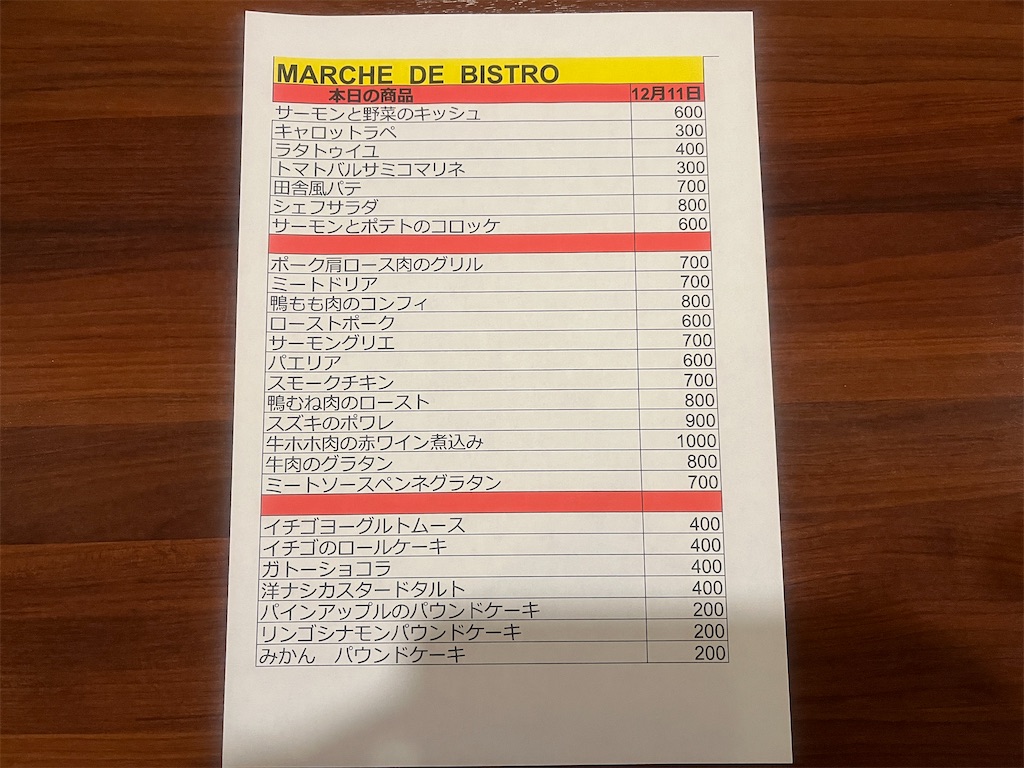 MARCHE DE BISTRO
本日の商品 12月11日
サーモンと野菜のキッシュ 600
キャロットラペ 300
ラタトゥイユ 400
トマトバルサミコマリネ 300
田舎風パテ 700
シェフサラダ 800
サーモンとポテトのコロッケ 600
ポーク肩ロース肉のグリル 700
ミートドリア 700
鴨もも肉のコンフィ 800
ローストポーク 600
サーモングリエ 700
パエリア 600
スモークチキン 700
鴨むね肉のロースト 800
スズキのポワレ 900
牛ホホ肉の赤ワイン煮込み 1000
牛肉のグラタン 800
ミートソースペンネグラタン 700
イチゴヨーグルトムース 400
イチゴのロールケーキ 400
ガトーショコラ 400
洋ナシカスタードタルト 400
パインアップルのパウンドケーキ 200
リンゴシナモンパウンドケーキ 200
みかん　パウンドケーキ 200